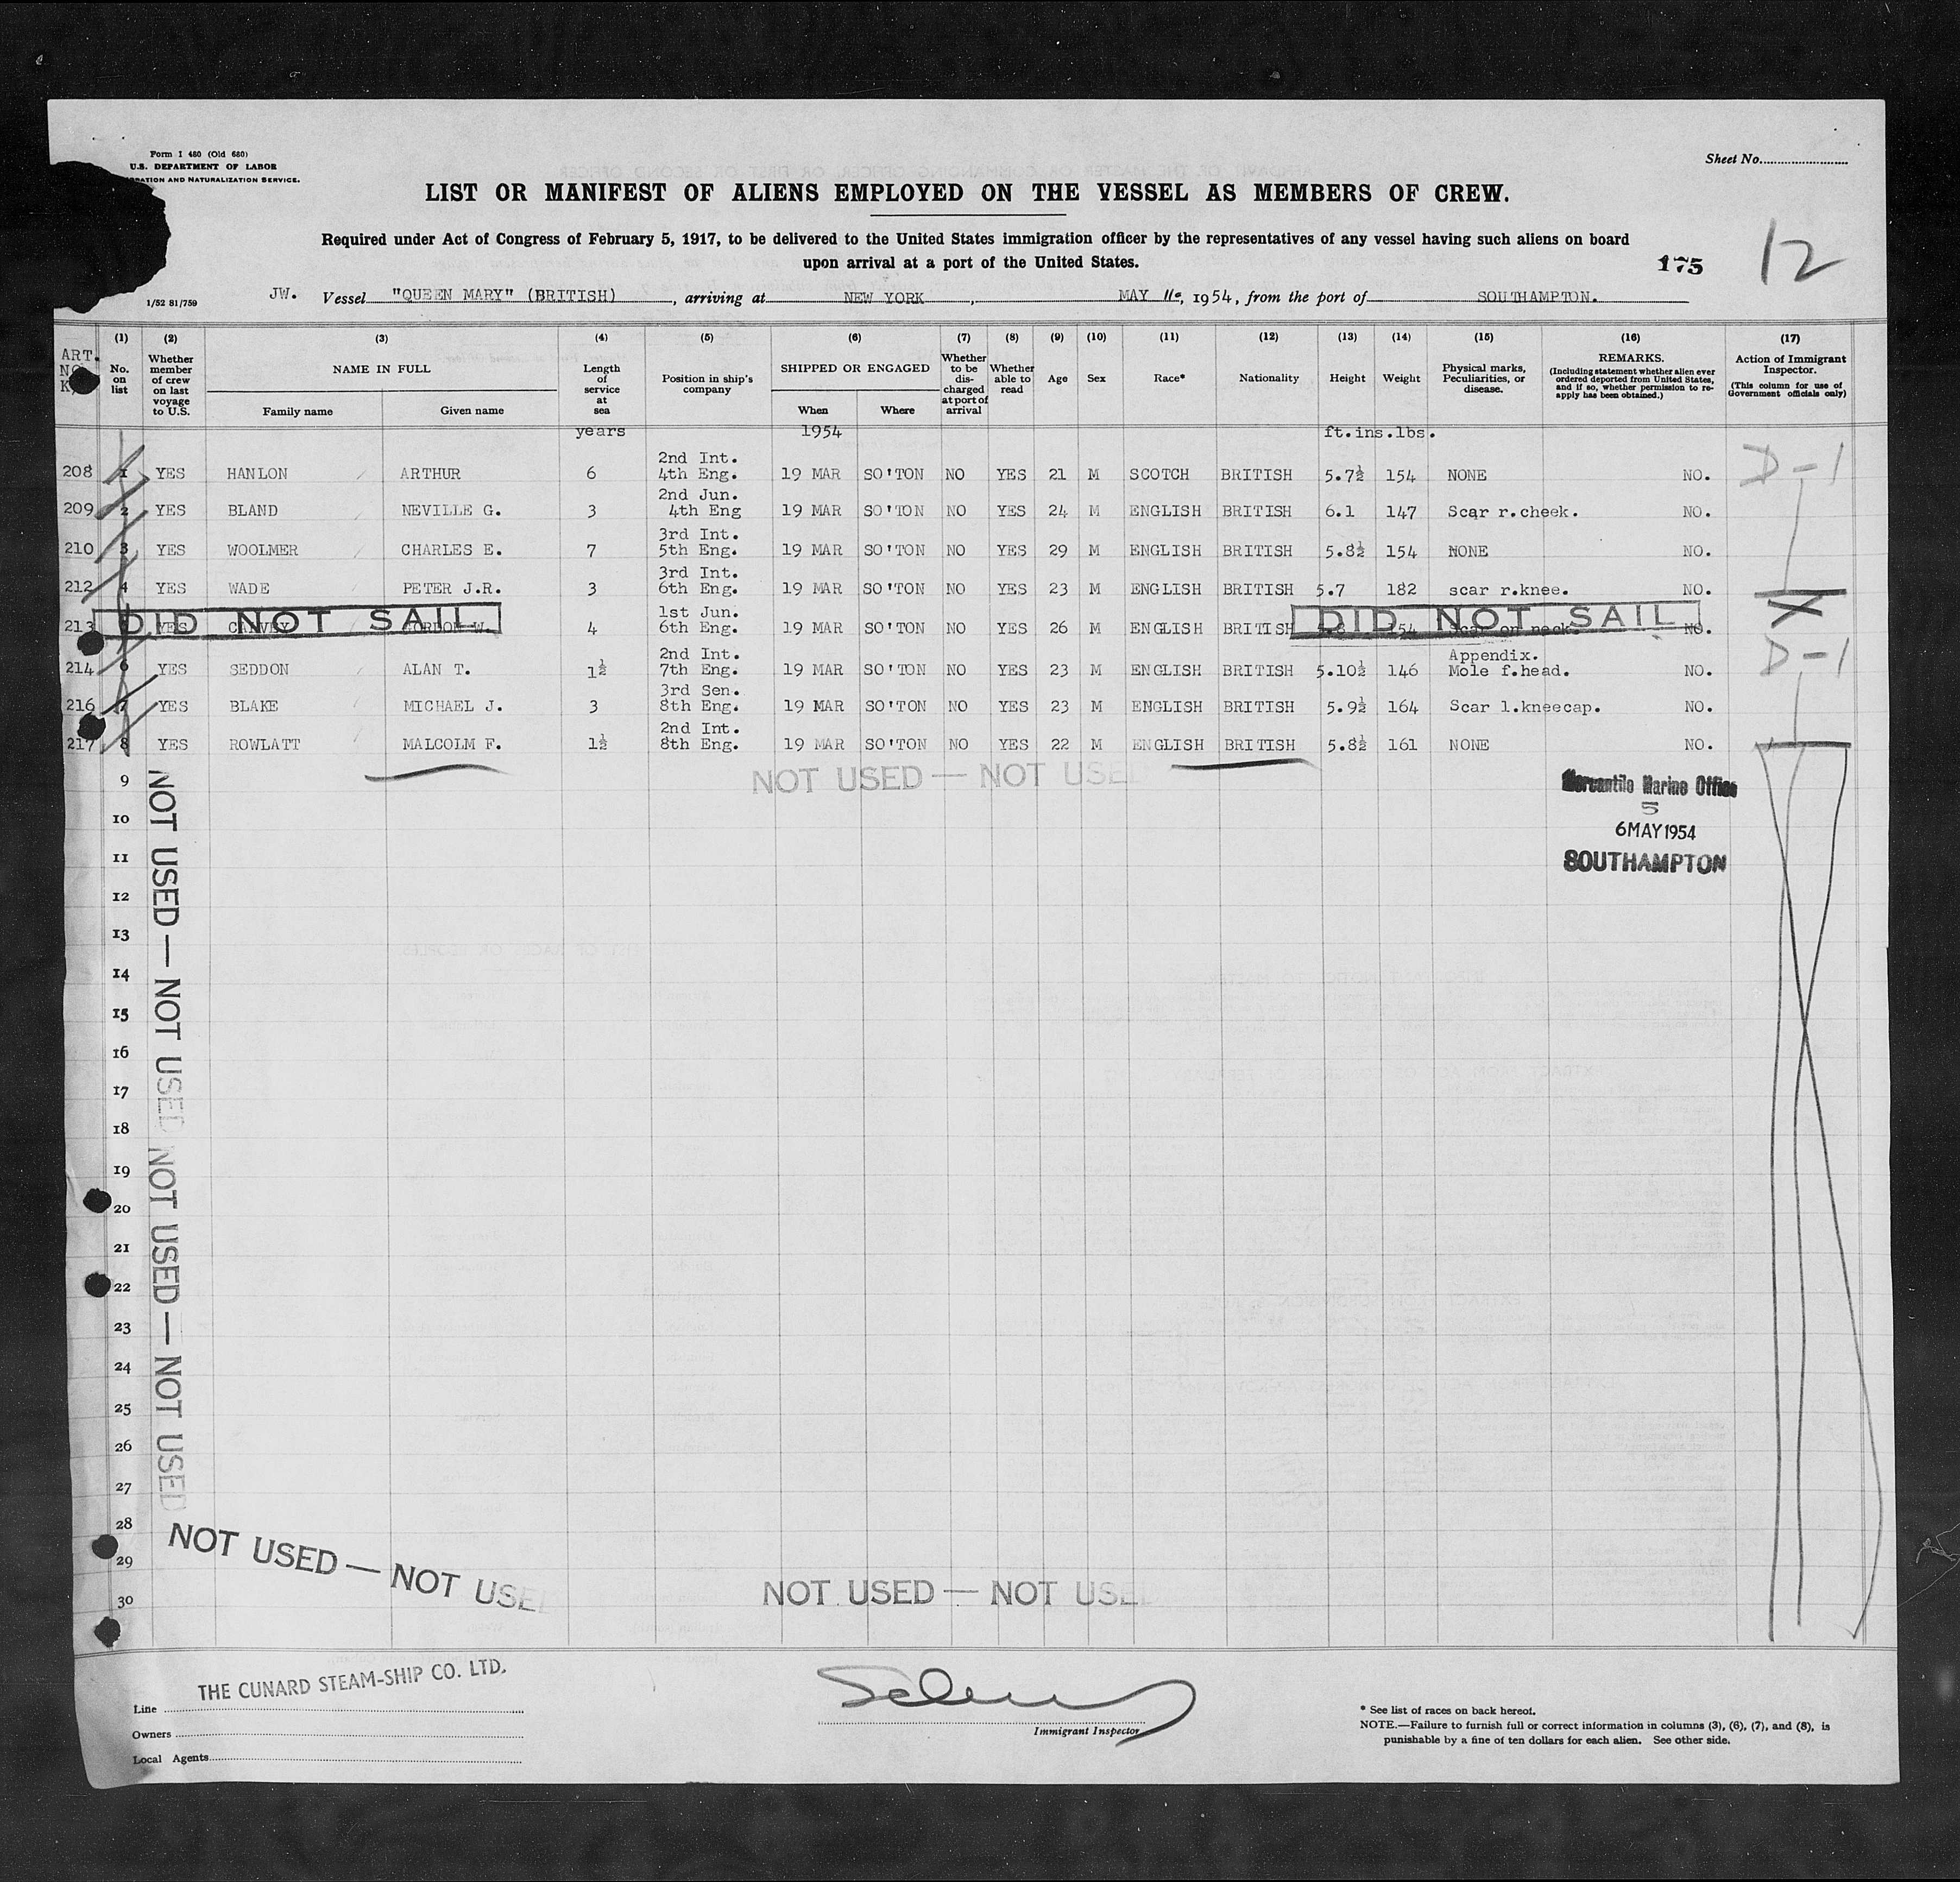 Form I 480 (Old 680)
U.S. DEPARTMENT OF LABOR
AND NATURALIZATION SERVICE.
Sheet No.
LIST OR MANIFEST OF ALIENS EMPLOYED ON THE VESSEL AS MEMBERS OF CREW.
Required under Act of Congress of February 5, 1917, to be delivered to the United States immigration officer by the representatives of any vessel having such aliens on board
upon arrival at a port of the United States.
175
12
1/52 81/759
JW. Vessel "QUEEN MARY" (BRITISH), arriving at NEW YORK, MAY 11, 1954, from the port of SOUTHAMPTON.
(1) (2) (3) (4) (5) (6) (7) (8) (9) (10) (11) (12) (13) (14) (15) (16) (17)
ART.
No. on list
Whether member of crew on last voyage to U.S.
NAME IN FULL
Family name
Given name
Length of service at sea
Position in ship's company
SHIPPED OR ENGAGED
When
Where
Whether to be discharged at port of arrival
Whether able to read
Age
Sex
Race*
Nationality
Height
Weight
Physical marks, Peculiarities, or disease.
REMARKS.
(Including statement whether alien ever ordered deported from United States, and if so, whether permission to re-apply has been obtained.)
Action of Immigrant Inspector.
(This column for use of Government officials only)
years 1954 ft.ins.lbs.
2nd Int.
208 1 YES HANLON ARTHUR 6 4th Eng. 19 MAR SO'TON NO YES 21 M SCOTCH BRITISH 5.7½ 154 NONE NO. D-1
2nd Jun.
209 2 YES BLAND NEVILLE G. 3 4th Eng 19 MAR SO'TON NO YES 24 M ENGLISH BRITISH 6.1 147 Scar r.cheek. NO.
3rd Int.
210 3 YES WOOLMER CHARLES E. 7 5th Eng. 19 MAR SO'TON NO YES 29 M ENGLISH BRITISH 5.8½ 154 NONE NO.
3rd Int.
212 4 YES WADE PETER J.R. 3 6th Eng. 19 MAR SO'TON NO YES 23 M ENGLISH BRITISH 5.7 182 scar r.knee. NO.
DID NOT SAIL 1st Jun. DID NOT SAIL X
213 YES GORDON W. 4 6th Eng. 19 MAR SO'TON NO YES 26 M ENGLISH BRITISH 154 Scar on neck. NO.
2nd Int. Appendix. D-1
214 6 YES SEDDON ALAN T. 1½ 7th Eng. 19 MAR SO'TON NO YES 23 M ENGLISH BRITISH 5.10½ 146 Mole f.head. NO.
3rd Sen.
216 7 YES BLAKE MICHAEL J. 3 8th Eng. 19 MAR SO'TON NO YES 23 M ENGLISH BRITISH 5.9½ 164 Scar l.kneecap. NO.
2nd Int.
217 8 YES ROWLATT MALCOLM F. 1½ 8th Eng. 19 MAR SO'TON NO YES 22 M ENGLISH BRITISH 5.8½ 161 NONE NO.
NOT USED — NOT USE
Mercantile Marine Office
5
6 MAY 1954
SOUTHAMPTON
9
10
11
12
13
14
15
16
17
18
19
20
21
22
23
24
25
26
27
28
29
30
NOT USED — NOT USED
NOT USED — NOT USED
NOT USED — NOT USE
NOT USED — NOT USE
Line THE CUNARD STEAM-SHIP CO. LTD.
Owners
Local Agents
Immigrant Inspector
* See list of races on back hereof.
NOTE.—Failure to furnish full or correct information in columns (3), (6), (7), and (8), is
punishable by a fine of ten dollars for each alien. See other side.